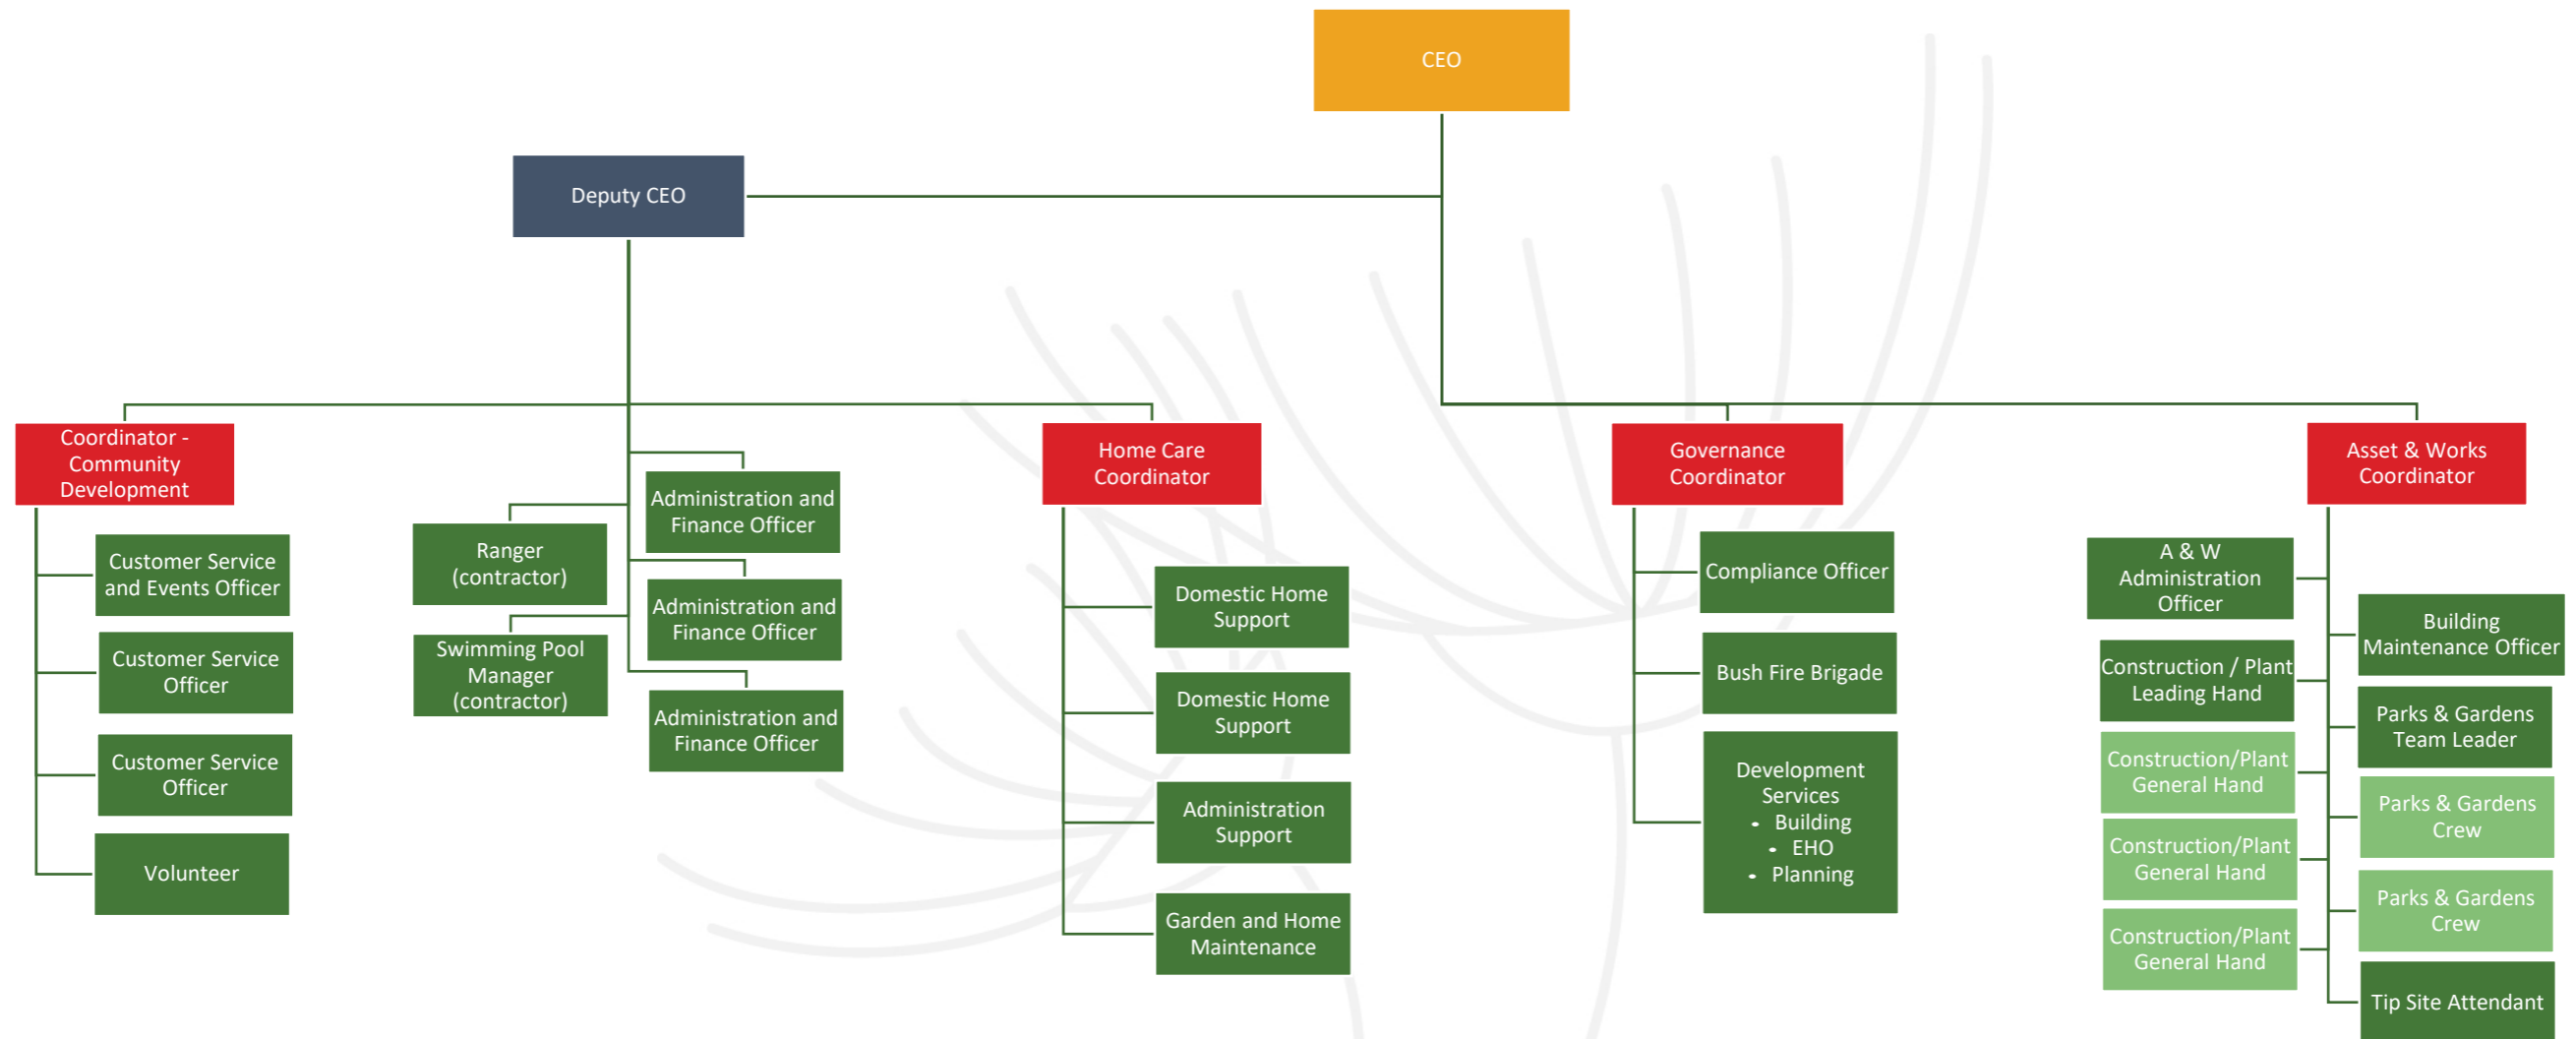 CEO
Deputy CEO
Coordinator -
Community
Development
Customer Service
and Events Officer
Customer Service
Officer
Customer Service
Officer
Volunteer
Ranger
(contractor)
Swimming Pool
Manager
(contractor)
Administration and
Finance Officer
Administration and
Finance Officer
Administration and
Finance Officer
Home Care
Coordinator
Domestic Home
Support
Domestic Home
Support
Administration
Support
Garden and Home
Maintenance
Governance
Coordinator
Compliance Officer
Bush Fire Brigade
Development
Services
• Building
• EHO
• Planning
Asset & Works
Coordinator
A & W
Administration
Officer
Construction / Plant
Leading Hand
Construction/Plant
General Hand
Construction/Plant
General Hand
Construction/Plant
General Hand
Building
Maintenance Officer
Parks & Gardens
Team Leader
Parks & Gardens
Crew
Parks & Gardens
Crew
Tip Site Attendant